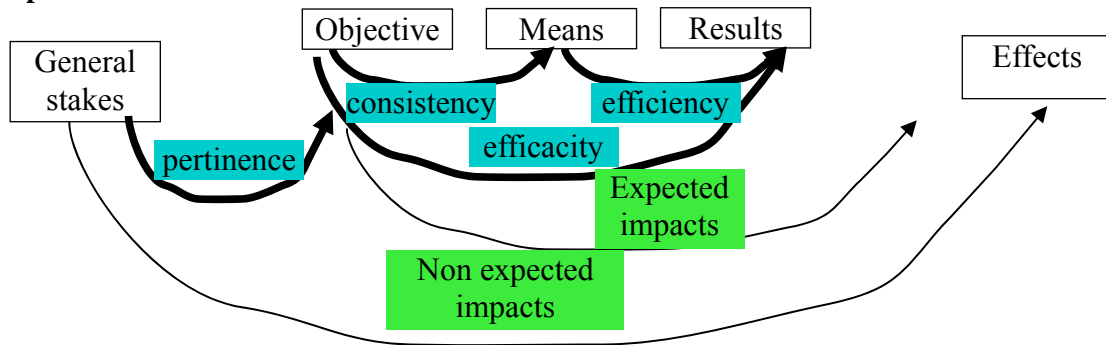 Objective
Means
Results
General
stakes
Effects
consistency
efficiency
pertinence
efficacity
Expected
impacts
Non expected
impacts